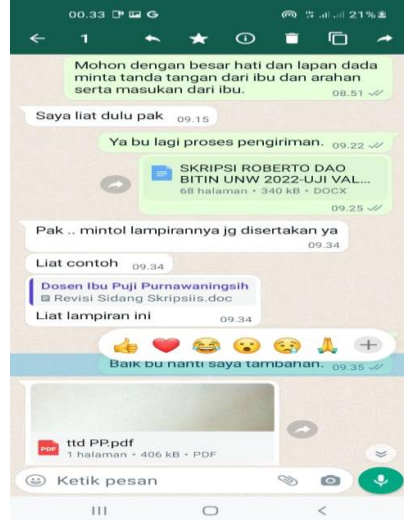 00.33 G 21%
1
Mohon dengan besar hati dan lapan dada
minta tanda tangan dari ibu dan arahan
serta masukan dari ibu. 08.51
Saya liat dulu pak 09.15
Ya bu lagi proses pengiriman. 09.22
SKRIPSI ROBERTO DAO
BITIN UNW 2022-UJI VAL...
68 halaman • 340 kB • DOCX
09.25
Pak .. mintol lampirannya jg disertakan ya
09.34
Liat contoh 09.34
Dosen Ibu Puji Purnawaningsih
Revisi Sidang Skripsiis.doc
Liat lampiran ini 09.34
Baik bu nanti saya tambahan. 09.35
PDF
ttd PP.pdf
1 halaman • 406 kB • PDF
Ketik pesan